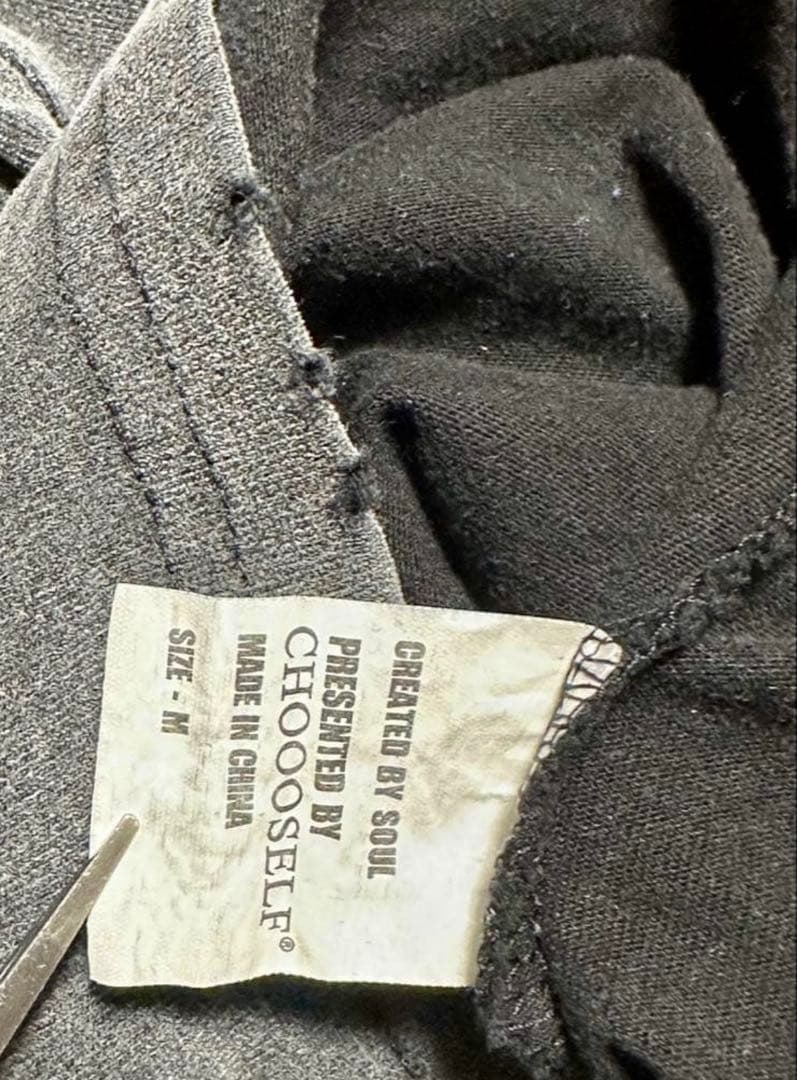 CREATED BY SOUL
PRESENTED BY
CHOOOSELF®
MADE IN CHINA
SIZE - M